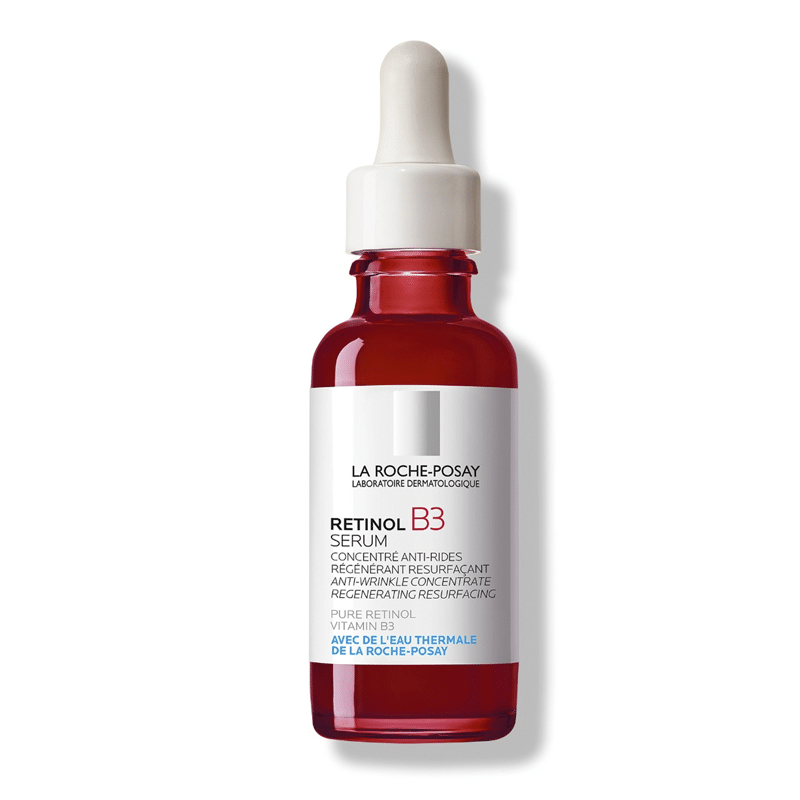 LA ROCHE-POSAY
LABORATOIRE DERMATOLOGIQUE
RETINOL B3
SERUM
CONCENTRÉ ANTI-RIDES
RÉGÉNÉRANT RESURFAÇANT
ANTI-WRINKLE CONCENTRATE
REGENERATING RESURFACING
PURE RETINOL
VITAMIN B3
AVEC DE L'EAU THERMALE
DE LA ROCHE-POSAY